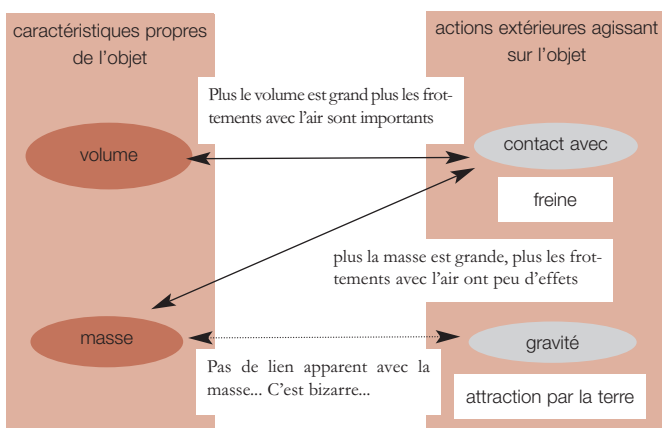 caractéristiques propres
de l'objet
actions extérieures agissant
sur l'objet
Plus le volume est grand plus les frot-
tements avec l'air sont importants
volume
contact avec
freine
plus la masse est grande, plus les frot-
tements avec l'air ont peu d'effets
masse
gravité
Pas de lien apparent avec la
masse... C'est bizarre...
attraction par la terre